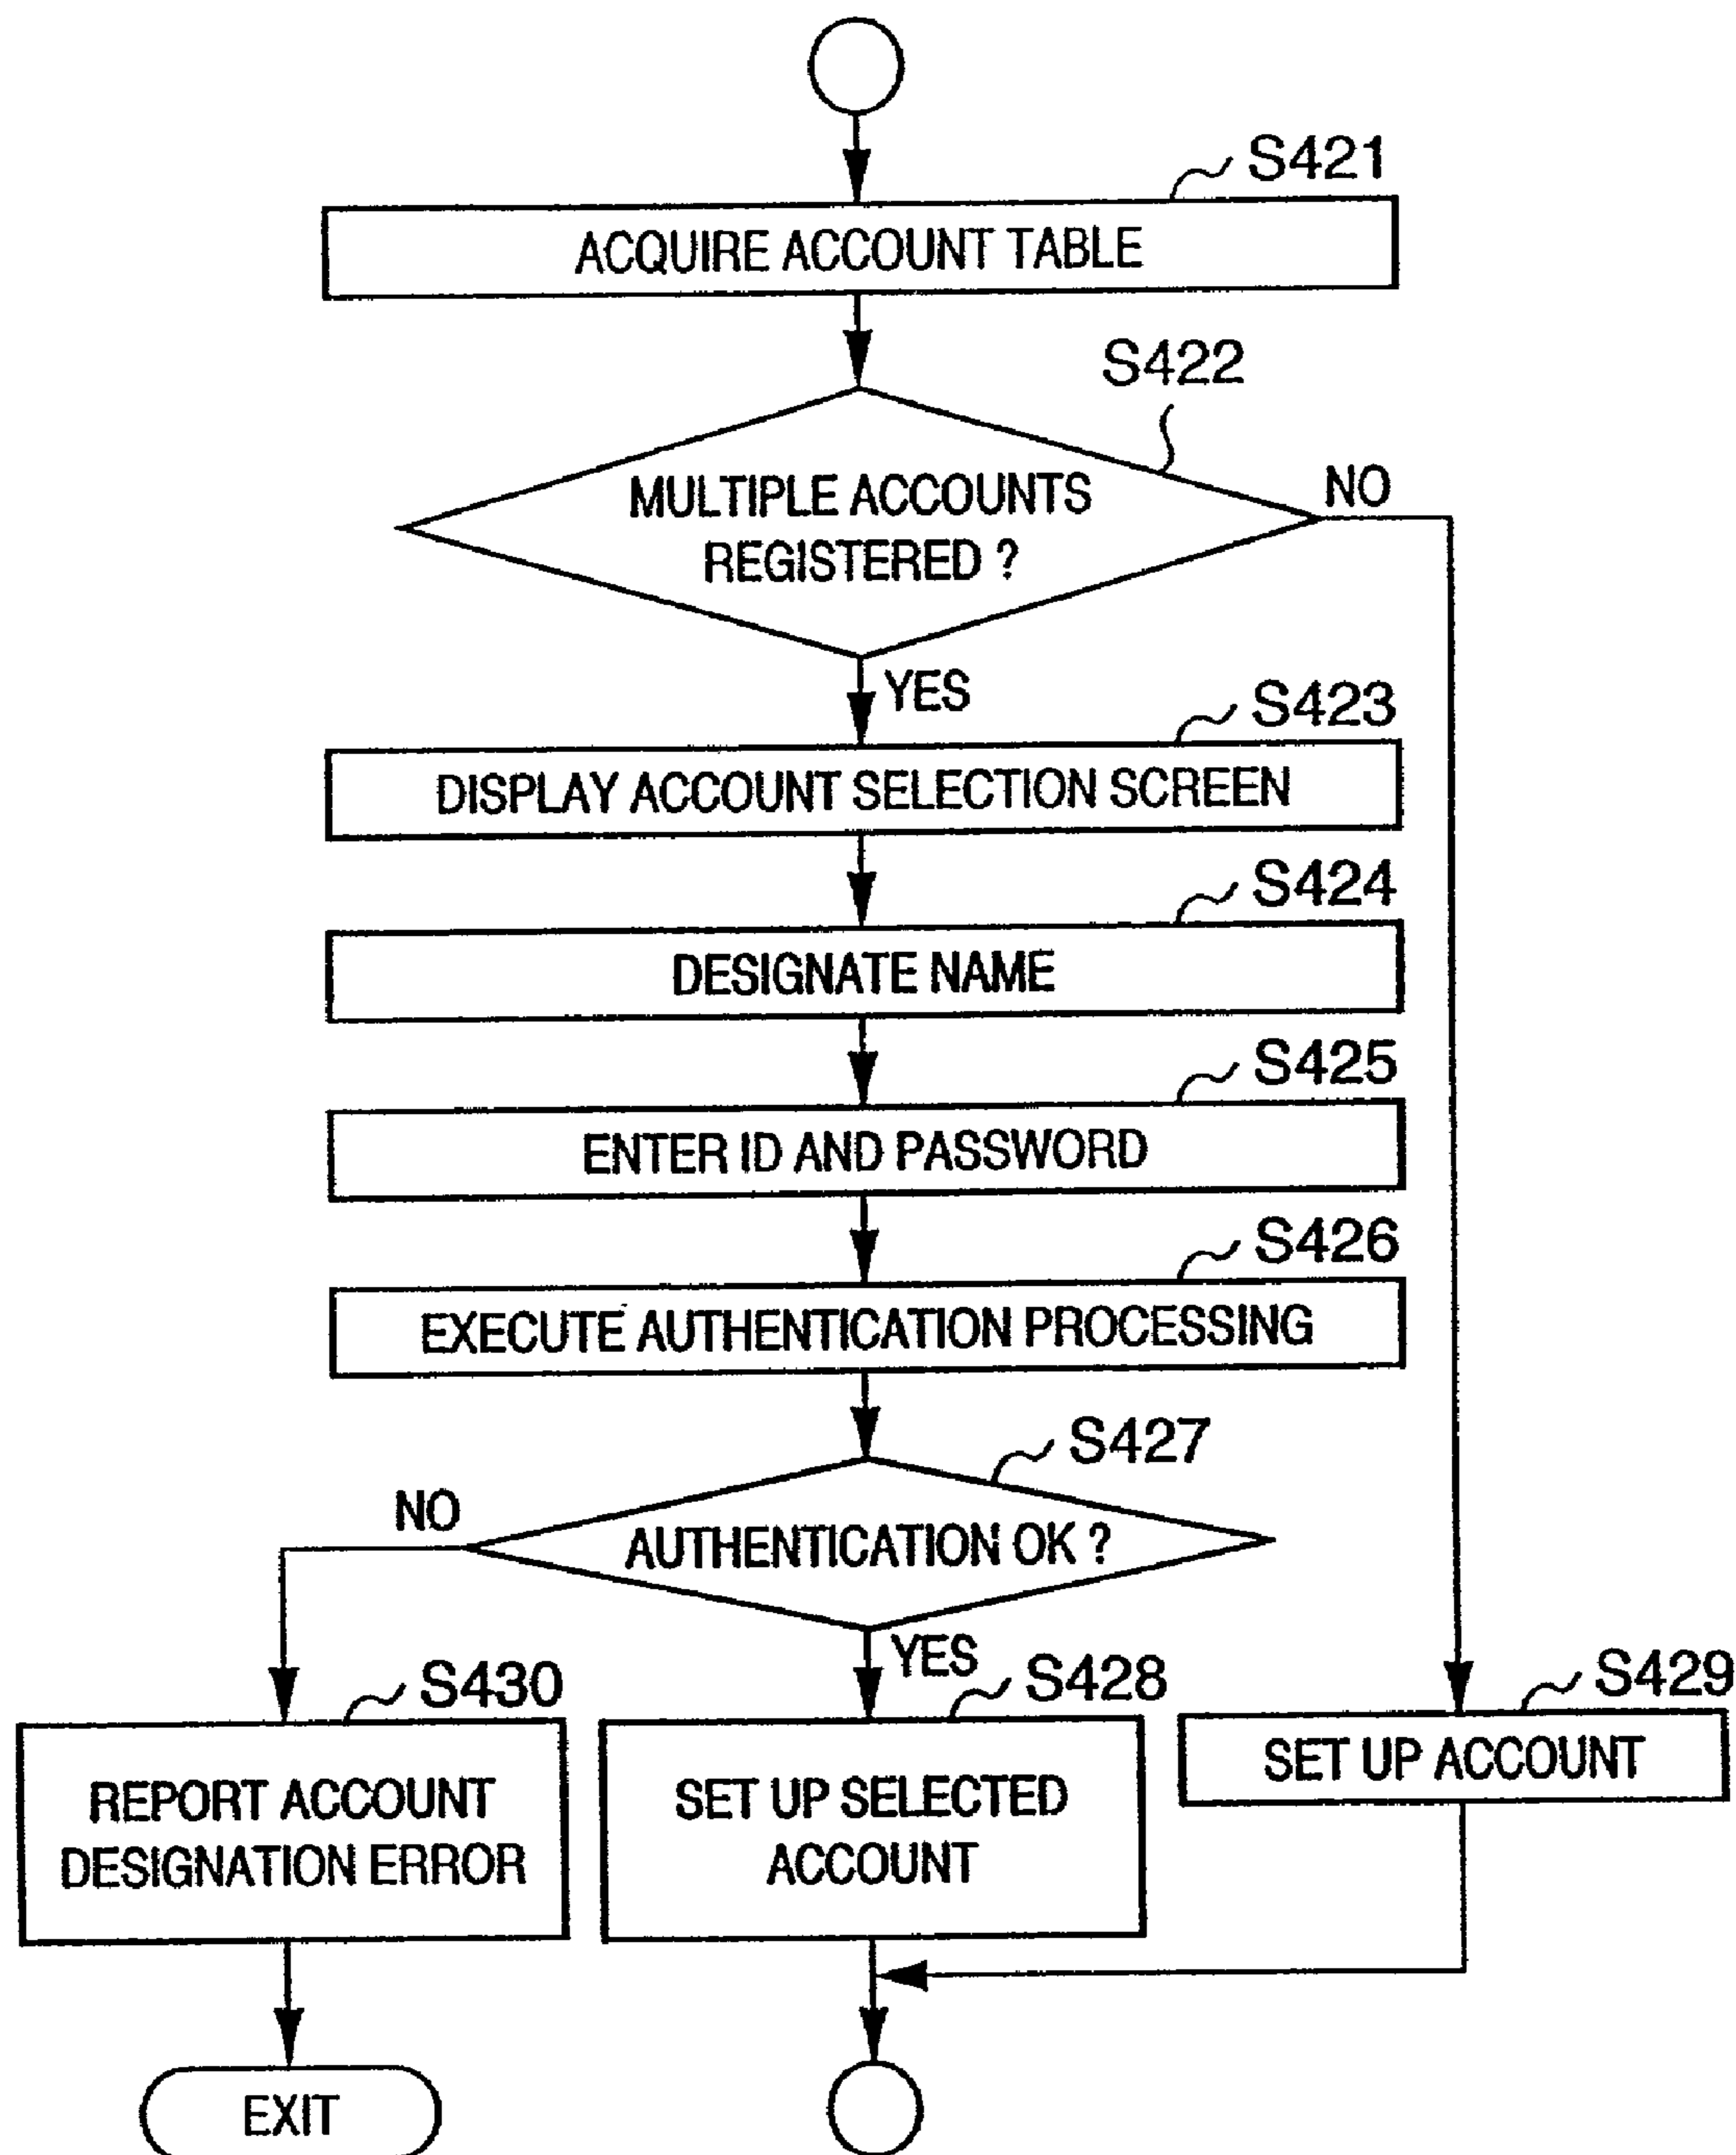 S421
ACQUIRE ACCOUNT TABLE
S422
MULTIPLE ACCOUNTS
REGISTERED ?
NO
YES
S423
DISPLAY ACCOUNT SELECTION SCREEN
S424
DESIGNATE NAME
S425
ENTER ID AND PASSWORD
S426
EXECUTE AUTHENTICATION PROCESSING
S427
AUTHENTICATION OK ?
NO
YES
S430
REPORT ACCOUNT
DESIGNATION ERROR
S428
SET UP SELECTED
ACCOUNT
S429
SET UP ACCOUNT
EXIT